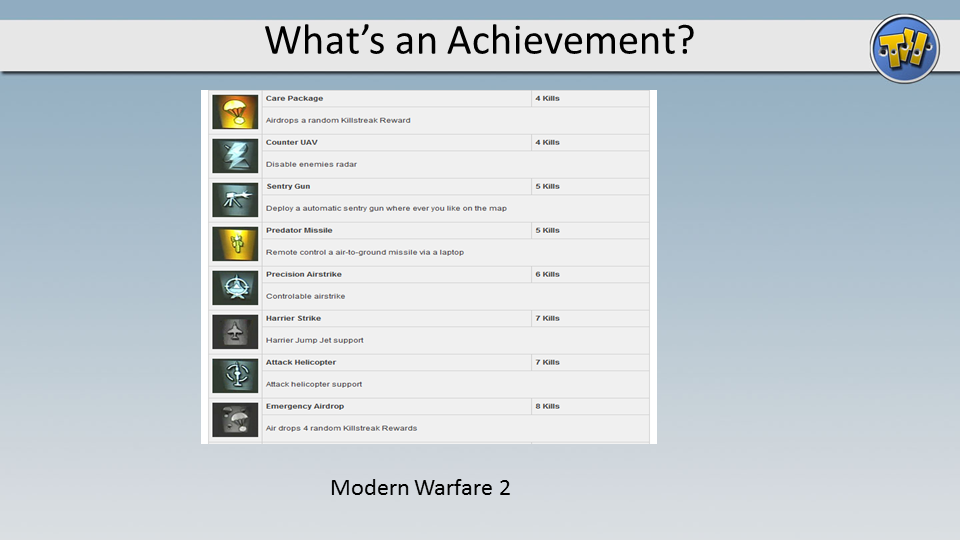 What's an Achievement?
TH
Care Package 4 Kills
Airdrops a random Killstreak Reward
Counter UAV 4 Kills
Disable enemies radar
Sentry Gun 5 Kills
Deploy a automatic sentry gun where ever you like on the map
Predator Missile 5 Kills
Remote control a air-to-ground missile via a laptop
Precision Airstrike 6 Kills
Controlable airstrike
Harrier Strike 7 Kills
Harrier Jump Jet support
Attack Helicopter 7 Kills
Attack helicopter support
Emergency Airdrop 8 Kills
Air drops 4 random Killstreak Rewards
Modern Warfare 2